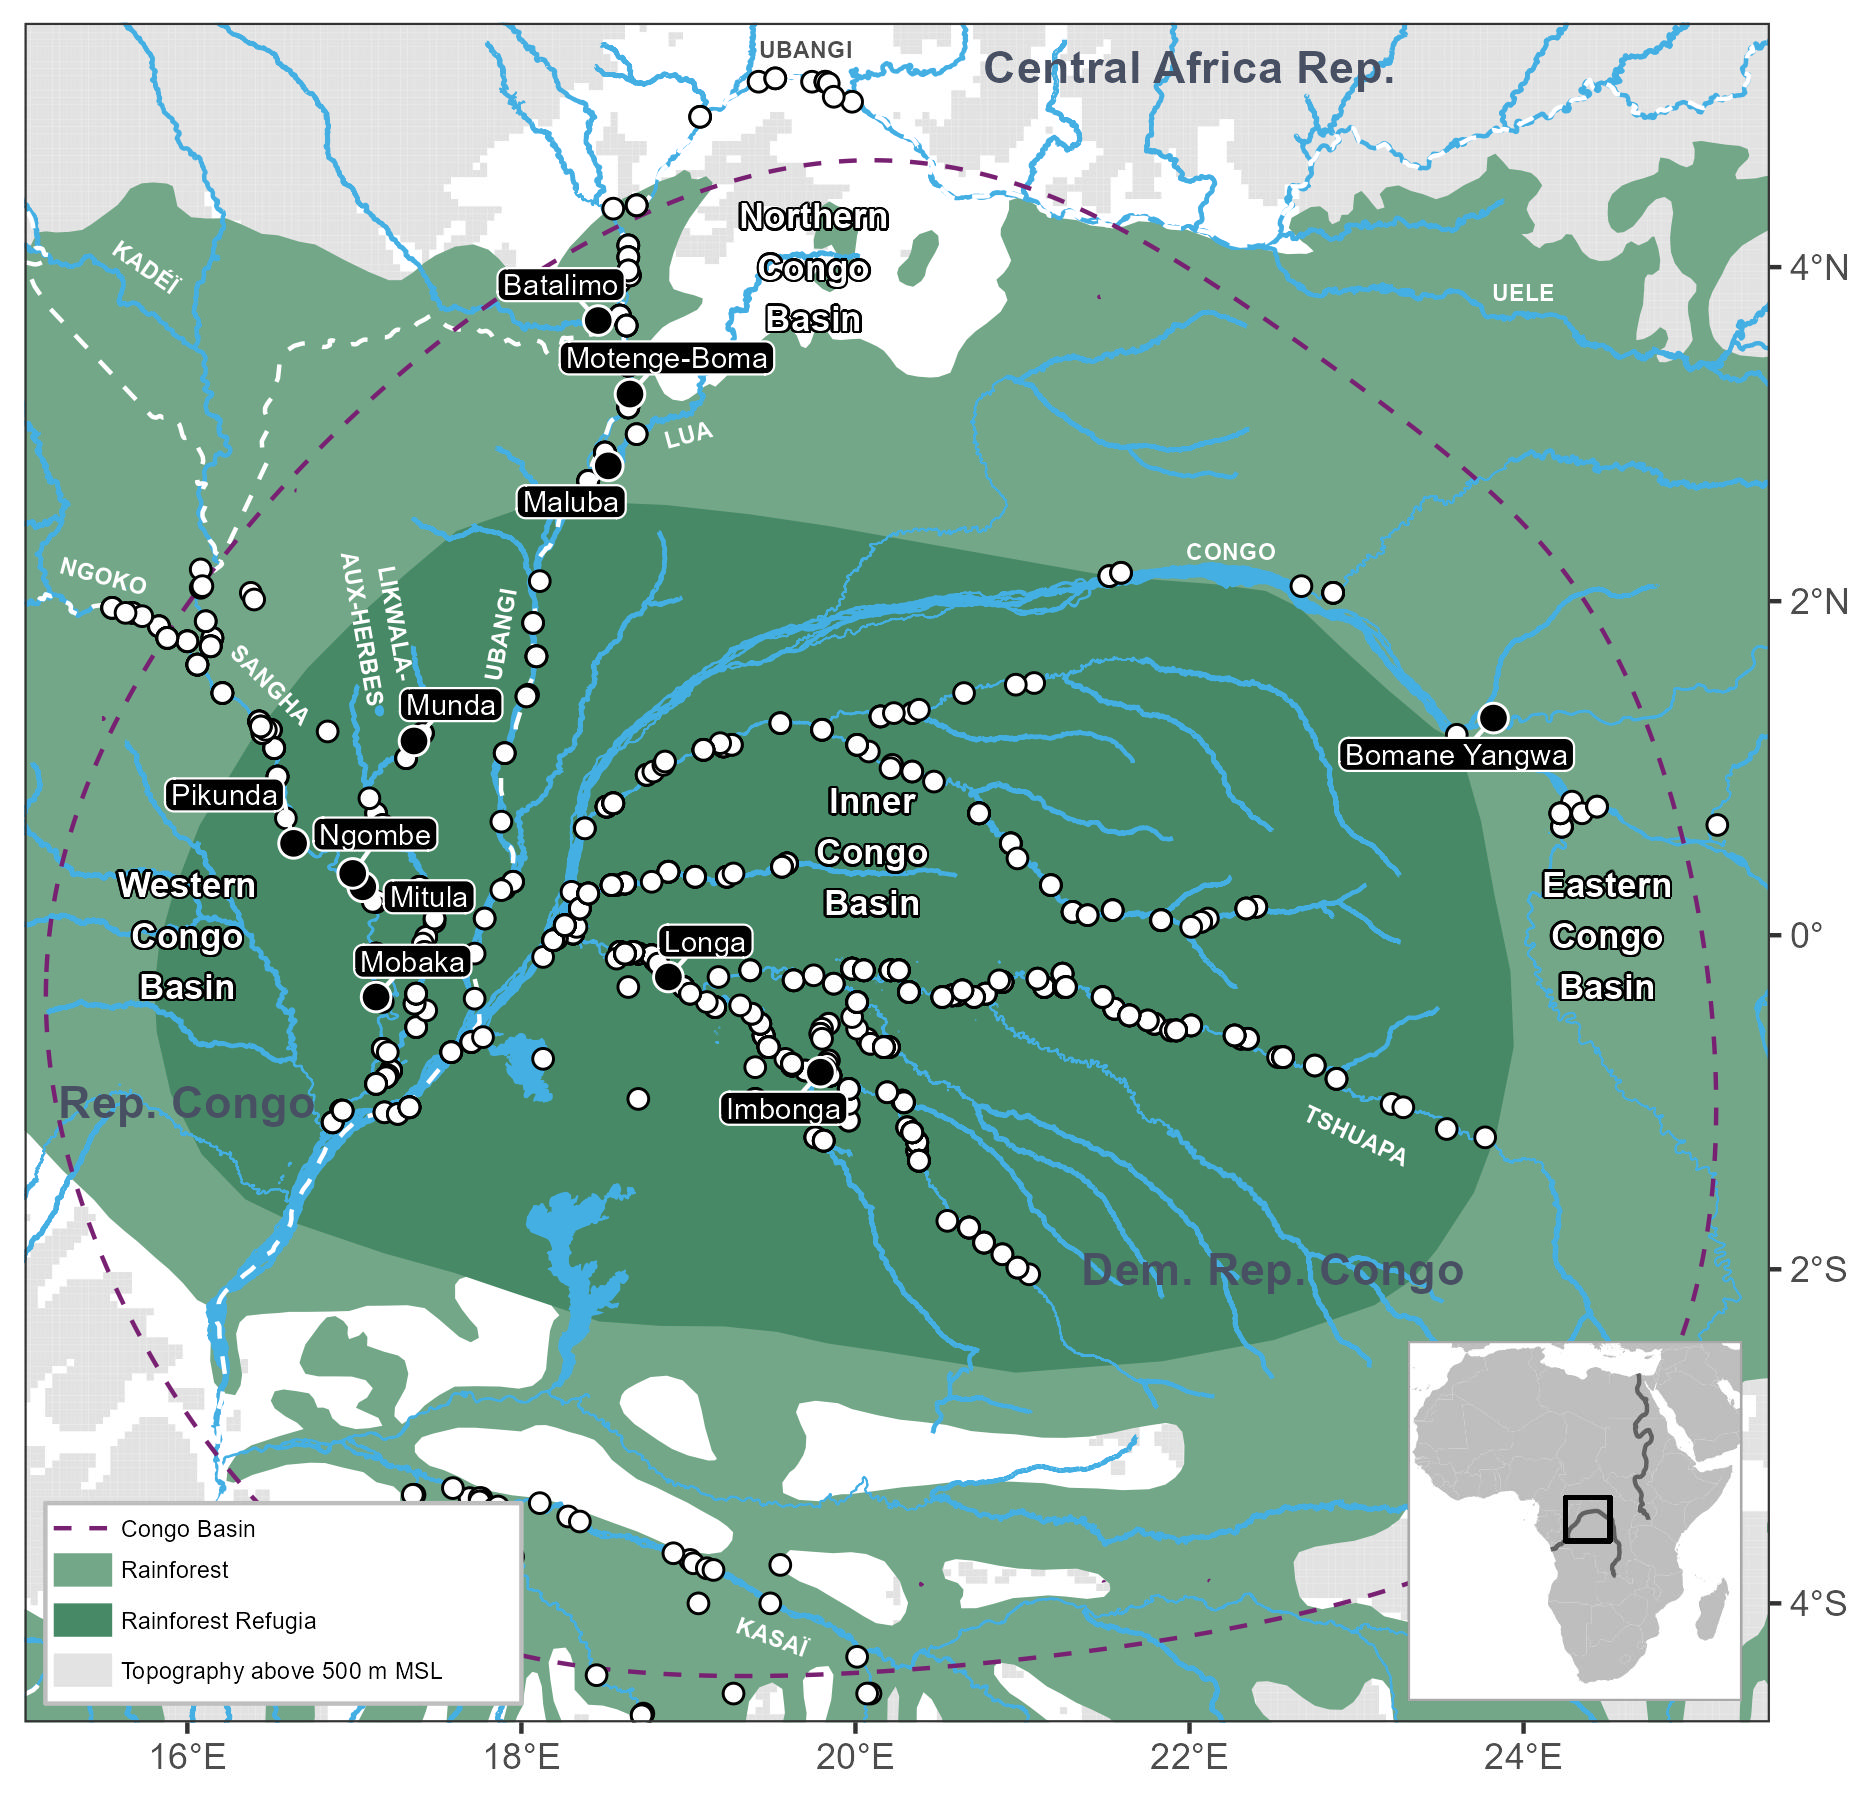 UBANGI
Central Africa Rep.
Northern
Congo
Basin
KADÉÏ
Batalimo
UELE
4°N
Motenge-Boma
LUA
Maluba
CONGO
NGOKO
AUX-HERBES
LIKWALA-
UBANGI
2°N
SANGHA
Munda
Bomane Yangwa
Pikunda
Ngombe
Inner
Congo
Basin
Western
Congo
Basin
Mitula
Eastern
Congo
Basin
0°
Mobaka
Longa
Rep. Congo
Imbonga
TSHUAPA
Dem. Rep. Congo
2°S
Congo Basin
Rainforest
Rainforest Refugia
Topography above 500 m MSL
KASAÏ
4°S
16°E
18°E
20°E
22°E
24°E